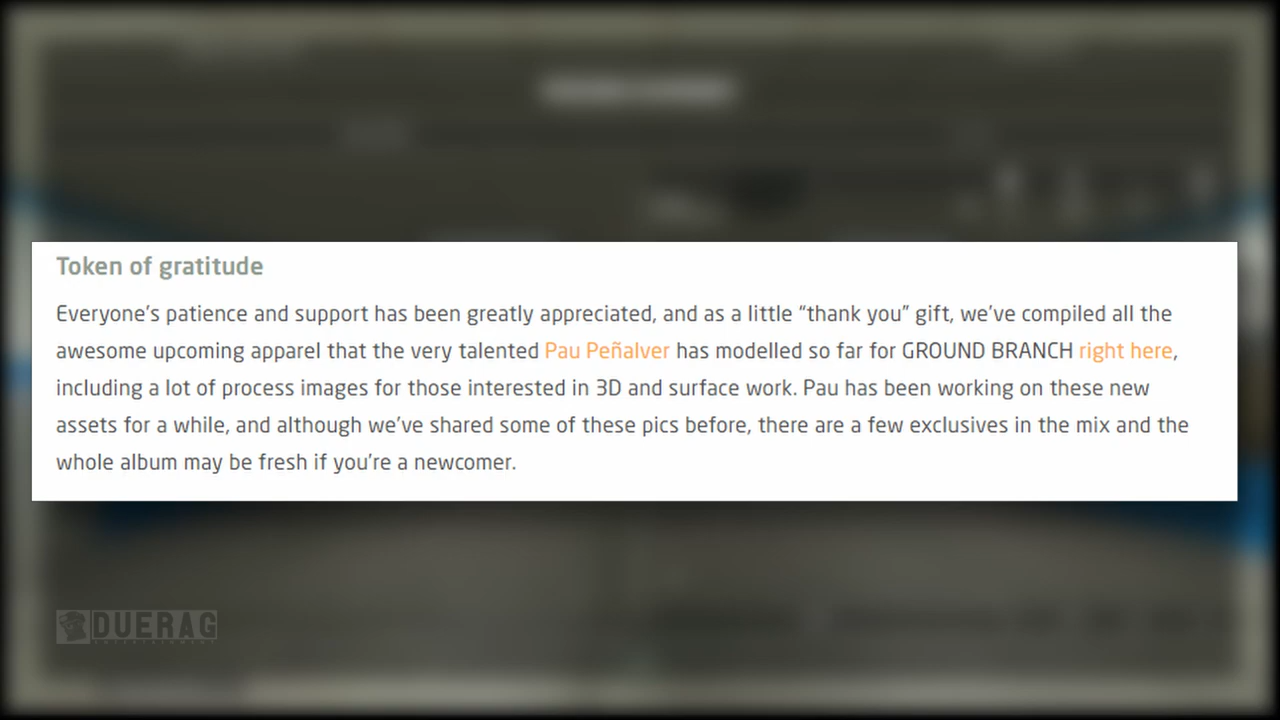 Token of gratitude
Everyone’s patience and support has been greatly appreciated, and as a little “thank you” gift, we’ve compiled all the
awesome upcoming apparel that the very talented Pau Peñalver has modelled so far for GROUND BRANCH right here,
including a lot of process images for those interested in 3D and surface work. Pau has been working on these new
assets for a while, and although we’ve shared some of these pics before, there are a few exclusives in the mix and the
whole album may be fresh if you’re a newcomer.
DUERAG
ENTERTAINMENT